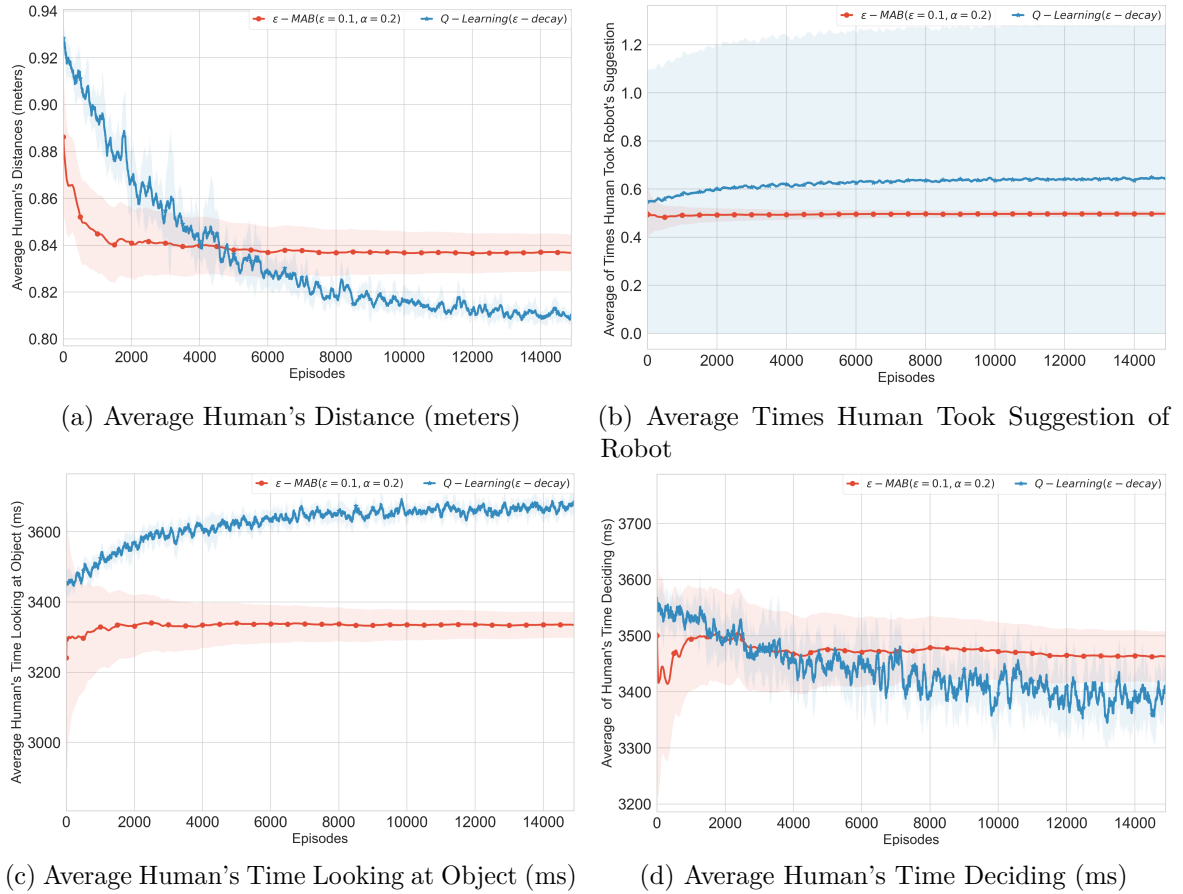 ε − MAB(ε = 0.1, α = 0.2) Q − Learning(ε − decay)
0.94
0.92
0.90
0.88
0.86
0.84
0.82
0.80
Average Human's Distances (meters)
0 2000 4000 6000 8000 10000 12000 14000
Episodes
(a) Average Human's Distance (meters)
ε − MAB(ε = 0.1, α = 0.2) Q − Learning(ε − decay)
1.2
1.0
0.8
0.6
0.4
0.2
0.0
Average of Times Human Took Robot's Suggestion
0 2000 4000 6000 8000 10000 12000 14000
Episodes
(b) Average Times Human Took Suggestion of
Robot
ε − MAB(ε = 0.1, α = 0.2) Q − Learning(ε − decay)
3600
3400
3200
3000
Average Human's Time Looking at Object (ms)
0 2000 4000 6000 8000 10000 12000 14000
Episodes
(c) Average Human's Time Looking at Object (ms)
ε − MAB(ε = 0.1, α = 0.2) Q − Learning(ε − decay)
3700
3600
3500
3400
3300
3200
Average of Human's Time Deciding (ms)
0 2000 4000 6000 8000 10000 12000 14000
Episodes
(d) Average Human's Time Deciding (ms)